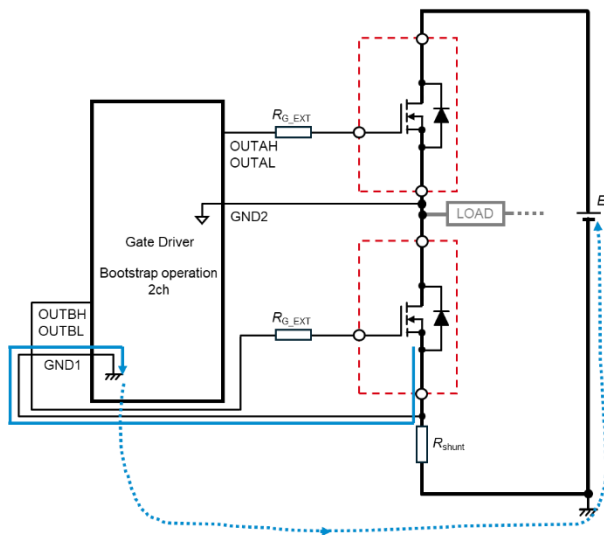 R_G_EXT
OUTAH
OUTAL
GND2
LOAD
E
Gate Driver
Bootstrap operation
2ch
OUTBH
OUTBL
R_G_EXT
GND1
R_shunt